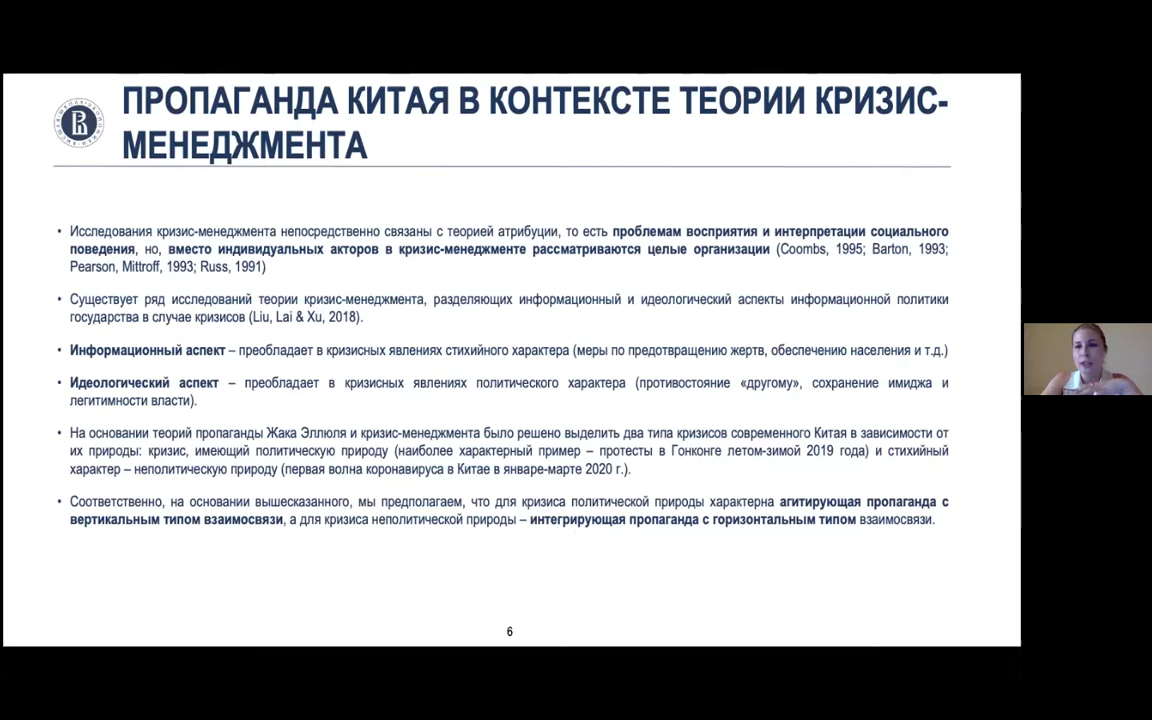 ПРОПАГАНДА КИТАЯ В КОНТЕКСТЕ ТЕОРИИ КРИЗИС-
МЕНЕДЖМЕНТА
• Исследования кризис-менеджмента непосредственно связаны с теорией атрибуции, то есть проблемам восприятия и интерпретации социального
поведения, но, вместо индивидуальных акторов в кризис-менеджменте рассматриваются целые организации (Coombs, 1995; Barton, 1993;
Pearson, Mittroff, 1993; Russ, 1991)
• Существует ряд исследований теории кризис-менеджмента, разделяющих информационный и идеологический аспекты информационной политики
государства в случае кризисов (Liu, Lai & Xu, 2018).
• Информационный аспект – преобладает в кризисных явлениях стихийного характера (меры по предотвращению жертв, обеспечению населения и т.д.)
• Идеологический аспект – преобладает в кризисных явлениях политического характера (противостояние «другому», сохранение имиджа и
легитимности власти).
• На основании теорий пропаганды Жака Эллюля и кризис-менеджмента было решено выделить два типа кризисов современного Китая в зависимости от
их природы: кризис, имеющий политическую природу (наиболее характерный пример – протесты в Гонконге летом-зимой 2019 года) и стихийный
характер – неполитическую природу (первая волна коронавируса в Китае в январе-марте 2020 г.).
• Соответственно, на основании вышесказанного, мы предполагаем, что для кризиса политической природы характерна агитирующая пропаганда с
вертикальным типом взаимосвязи, а для кризиса неполитической природы – интегрирующая пропаганда с горизонтальным типом взаимосвязи.
6